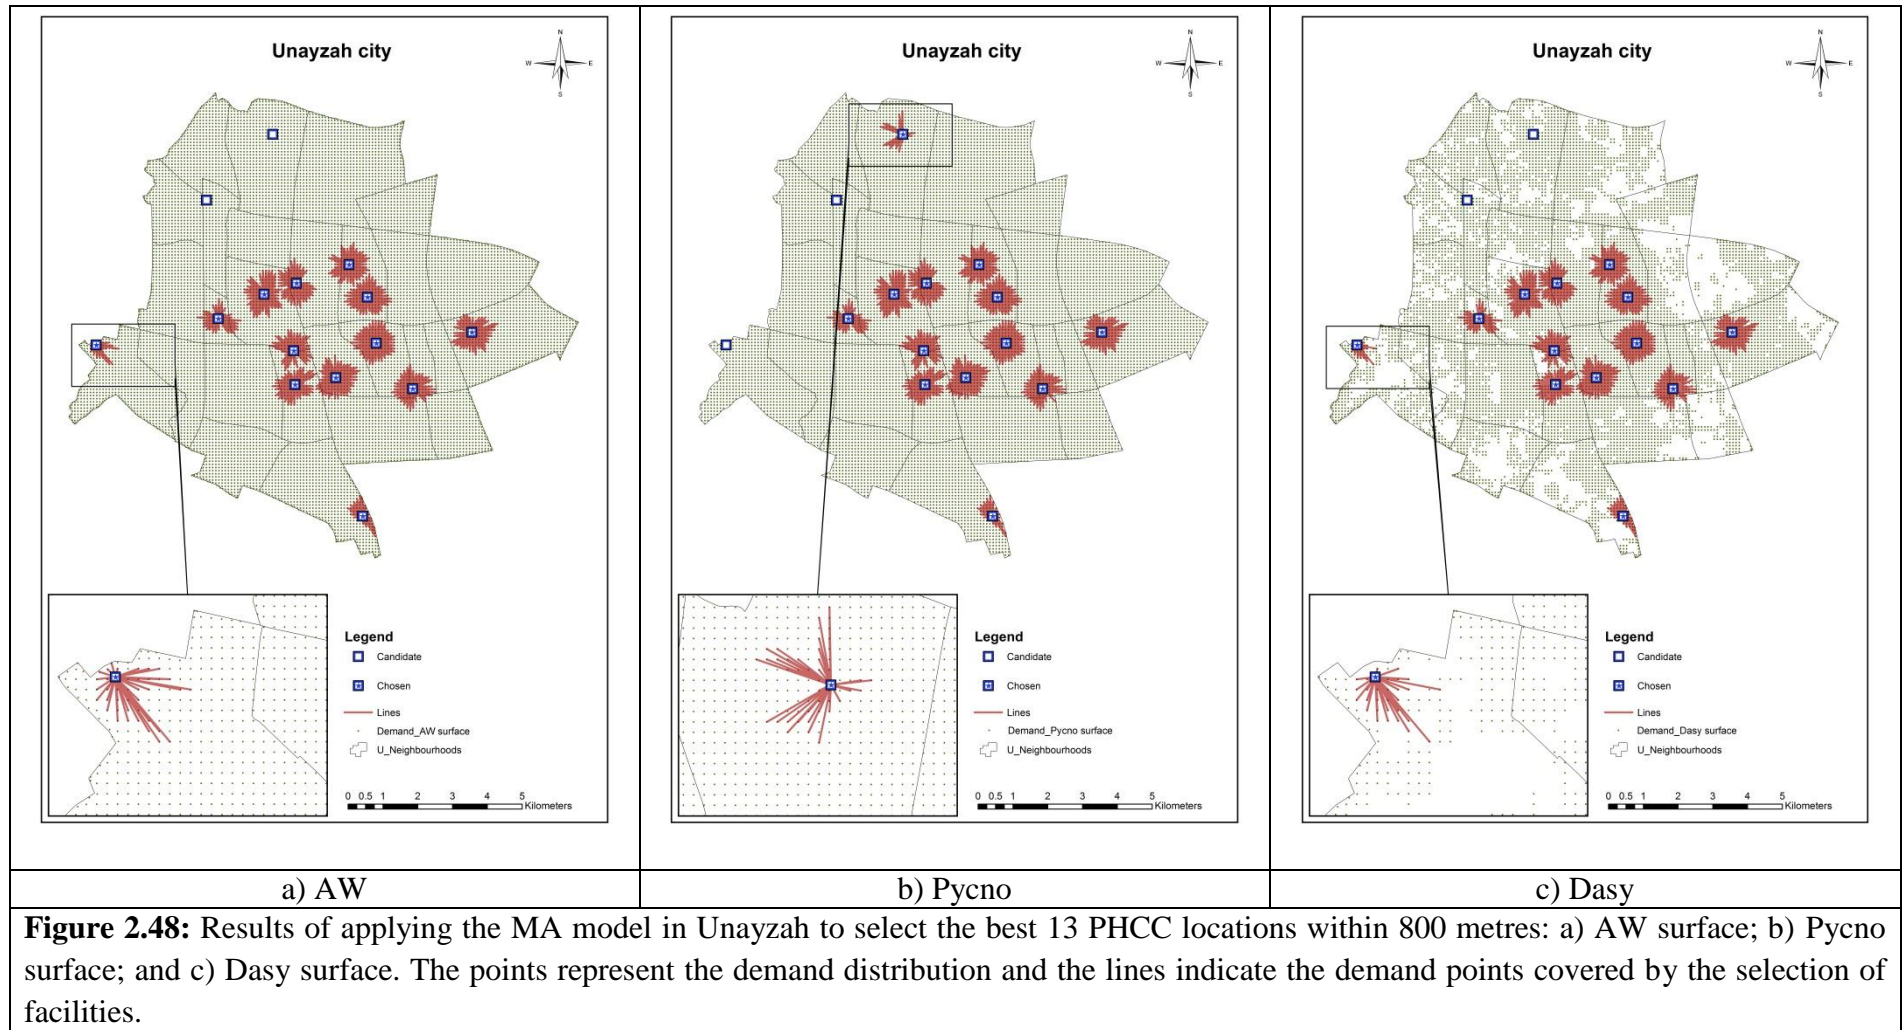 Unayzah city
N
W E
S
Legend
Candidate
Chosen
Lines
Demand_AW surface
U_Neighbourhoods
0 0.5 1 2 3 4 5
Kilometers
Unayzah city
N
W E
S
Legend
Candidate
Chosen
Lines
Demand_Pycno surface
U_Neighbourhoods
0 0.5 1 2 3 4 5
Kilometers
Unayzah city
N
W E
S
Legend
Candidate
Chosen
Lines
Demand_Dasy surface
U_Neighbourhoods
0 0.5 1 2 3 4 5
Kilometers
a) AW
b) Pycno
c) Dasy
Figure 2.48: Results of applying the MA model in Unayzah to select the best 13 PHCC locations within 800 metres: a) AW surface; b) Pycno
surface; and c) Dasy surface. The points represent the demand distribution and the lines indicate the demand points covered by the selection of
facilities.